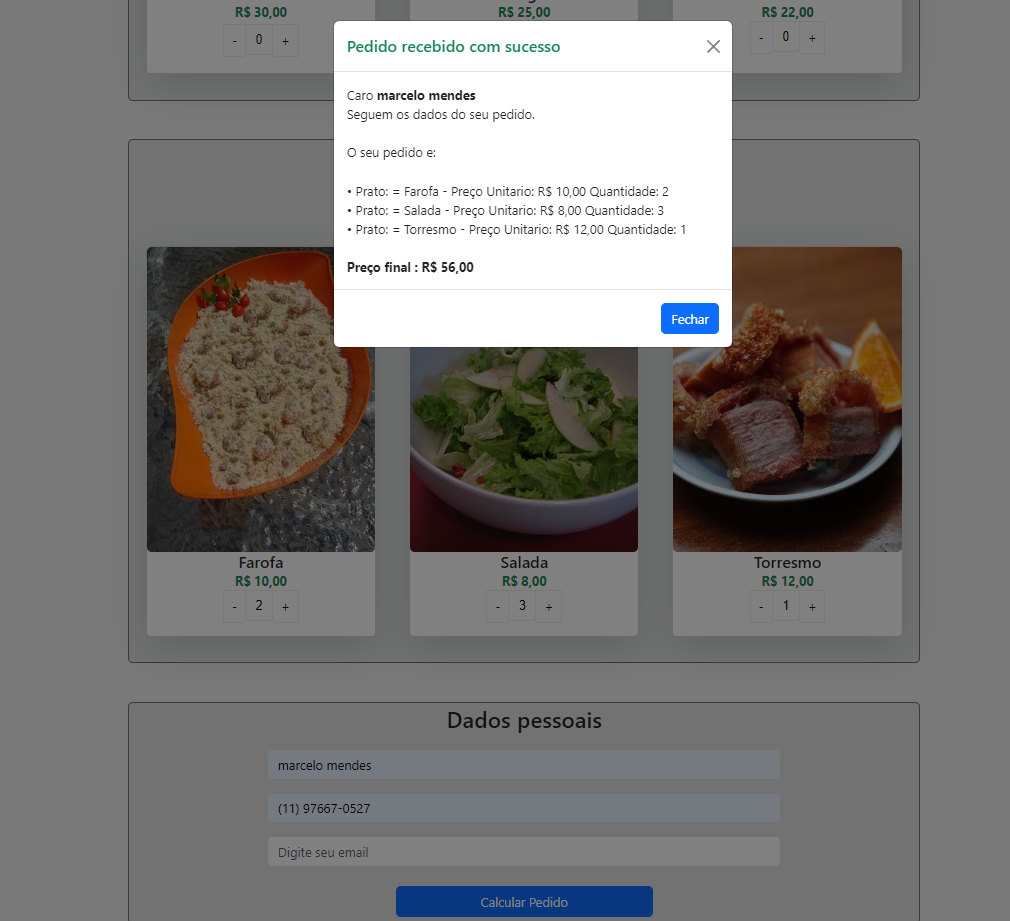 R$ 30,00
R$ 25,00
R$ 22,00
- 0 +
- 0 +
Pedido recebido com sucesso
Caro marcelo mendes
Seguem os dados do seu pedido.
O seu pedido e:
• Prato: = Farofa - Preço Unitario: R$ 10,00 Quantidade: 2
• Prato: = Salada - Preço Unitario: R$ 8,00 Quantidade: 3
• Prato: = Torresmo - Preço Unitario: R$ 12,00 Quantidade: 1
Preço final : R$ 56,00
Fechar
Farofa
R$ 10,00
- 2 +
Salada
R$ 8,00
- 3 +
Torresmo
R$ 12,00
- 1 +
Dados pessoais
marcelo mendes
(11) 97667-0527
Digite seu email
Calcular Pedido